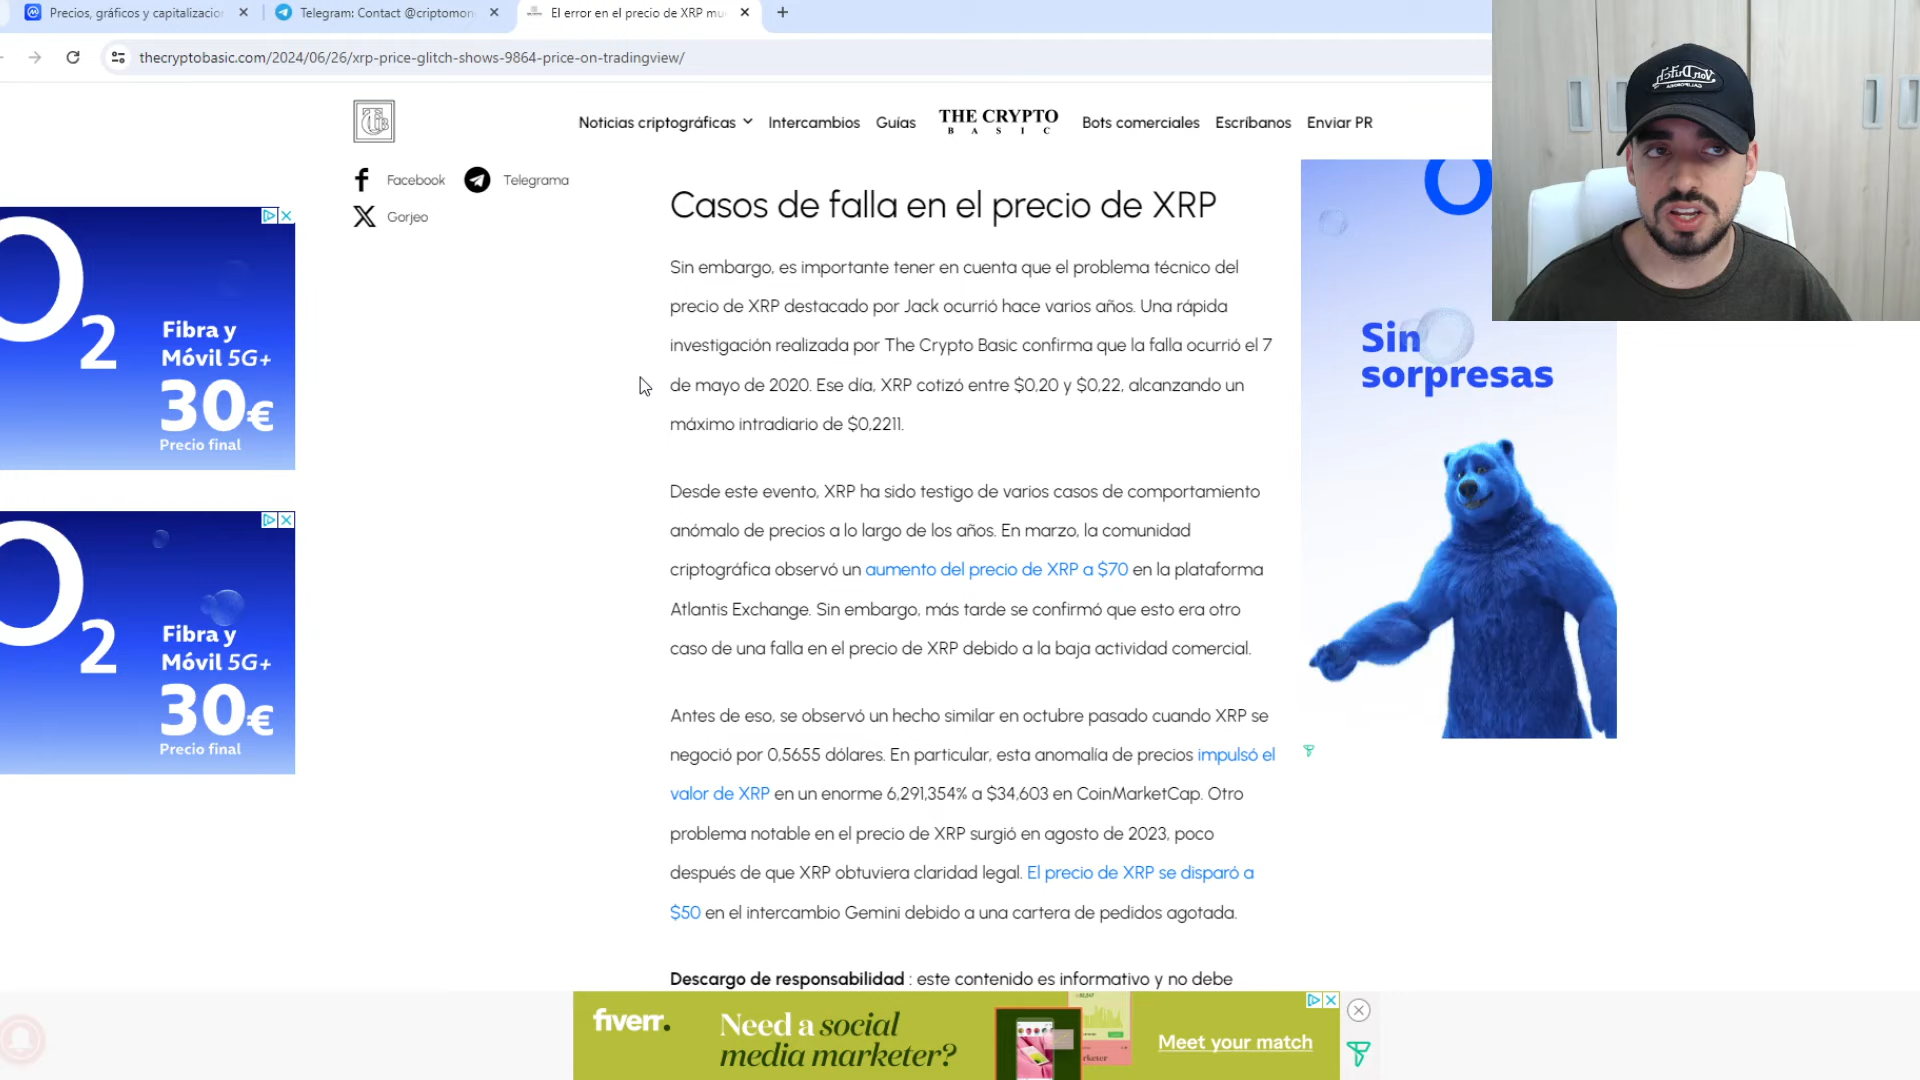 Precios, gráficos y capitalizacio
Telegram: Contact @criptomon
El error en el precio de XRP mu
thecryptobasic.com/2024/06/26/xrp-price-glitch-shows-9864-price-on-tradingview/
Noticias criptográficas
Intercambios
Guías
THE CRYPTO
BASIC
Bots comerciales
Escríbanos
Enviar PR
Facebook
Telegrama
Gorjeo
Casos de falla en el precio de XRP
Sin embargo, es importante tener en cuenta que el problema técnico del
precio de XRP destacado por Jack ocurrió hace varios años. Una rápida
investigación realizada por The Crypto Basic confirma que la falla ocurrió el 7
de mayo de 2020. Ese día, XRP cotizó entre $0,20 y $0,22, alcanzando un
máximo intradiario de $0,2211.
Desde este evento, XRP ha sido testigo de varios casos de comportamiento
anómalo de precios a lo largo de los años. En marzo, la comunidad
criptográfica observó un aumento del precio de XRP a $70 en la plataforma
Atlantis Exchange. Sin embargo, más tarde se confirmó que esto era otro
caso de una falla en el precio de XRP debido a la baja actividad comercial.
Antes de eso, se observó un hecho similar en octubre pasado cuando XRP se
negoció por 0,5655 dólares. En particular, esta anomalía de precios impulsó el
valor de XRP en un enorme 6,291,354% a $34,603 en CoinMarketCap. Otro
problema notable en el precio de XRP surgió en agosto de 2023, poco
después de que XRP obtuviera claridad legal. El precio de XRP se disparó a
$50 en el intercambio Gemini debido a una cartera de pedidos agotada.
Descargo de responsabilidad : este contenido es informativo y no debe
O2
Fibra y
Móvil 5G+
30€
Precio final
O2
Fibra y
Móvil 5G+
30€
Precio final
Sin
sorpresas
Von Dutch
fiverr.
Need a social
media marketer?
Meet your match